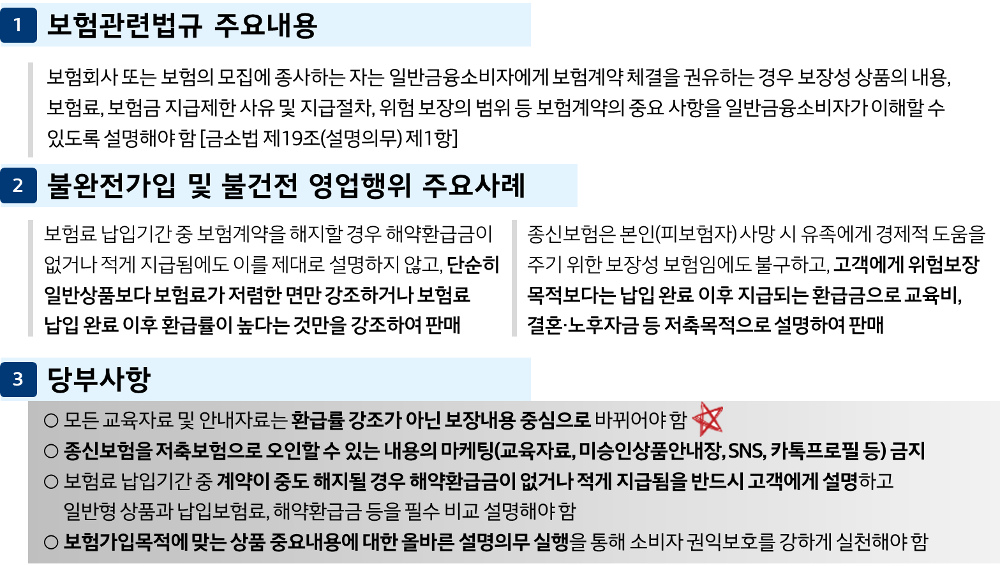 1 보험관련법규 주요내용
보험회사 또는 보험의 모집에 종사하는 자는 일반금융소비자에게 보험계약 체결을 권유하는 경우 보장성 상품의 내용,
보험료, 보험금 지급제한 사유 및 지급절차, 위험 보장의 범위 등 보험계약의 중요 사항을 일반금융소비자가 이해할 수
있도록 설명해야 함 [금소법 제19조(설명의무) 제1항]
2 불완전가입 및 불건전 영업행위 주요사례
보험료 납입기간 중 보험계약을 해지할 경우 해약환급금이
없거나 적게 지급됨에도 이를 제대로 설명하지 않고, 단순히
일반상품보다 보험료가 저렴한 면만 강조하거나 보험료
납입 완료 이후 환급률이 높다는 것만을 강조하여 판매
종신보험은 본인(피보험자) 사망 시 유족에게 경제적 도움을
주기 위한 보장성 보험임에도 불구하고, 고객에게 위험보장
목적보다는 납입 완료 이후 지급되는 환급금으로 교육비,
결혼·노후자금 등 저축목적으로 설명하여 판매
3 당부사항
○ 모든 교육자료 및 안내자료는 환급률 강조가 아닌 보장내용 중심으로 바뀌어야 함
○ 종신보험을 저축보험으로 오인할 수 있는 내용의 마케팅(교육자료, 미승인상품안내장, SNS, 카톡프로필 등) 금지
○ 보험료 납입기간 중 계약이 중도 해지될 경우 해약환급금이 없거나 적게 지급됨을 반드시 고객에게 설명하고
일반형 상품과 납입보험료, 해약환급금 등을 필수 비교 설명해야 함
○ 보험가입목적에 맞는 상품 중요내용에 대한 올바른 설명의무 실행을 통해 소비자 권익보호를 강하게 실천해야 함